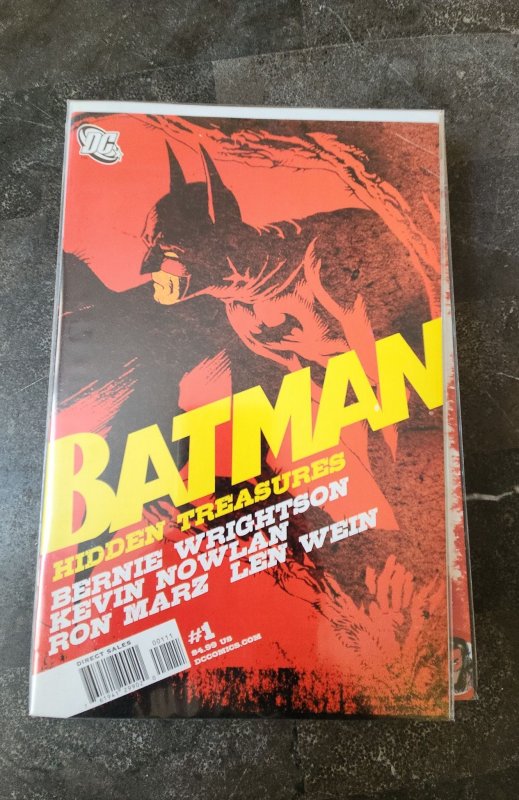 DC
BATMAN
HIDDEN TREASURES
BERNIE WRIGHTSON
KEVIN NOWLAN
RON MARZ LEN WEIN
#1
$4.99 US
DCCOMICS.COM
DIRECT SALES
00111